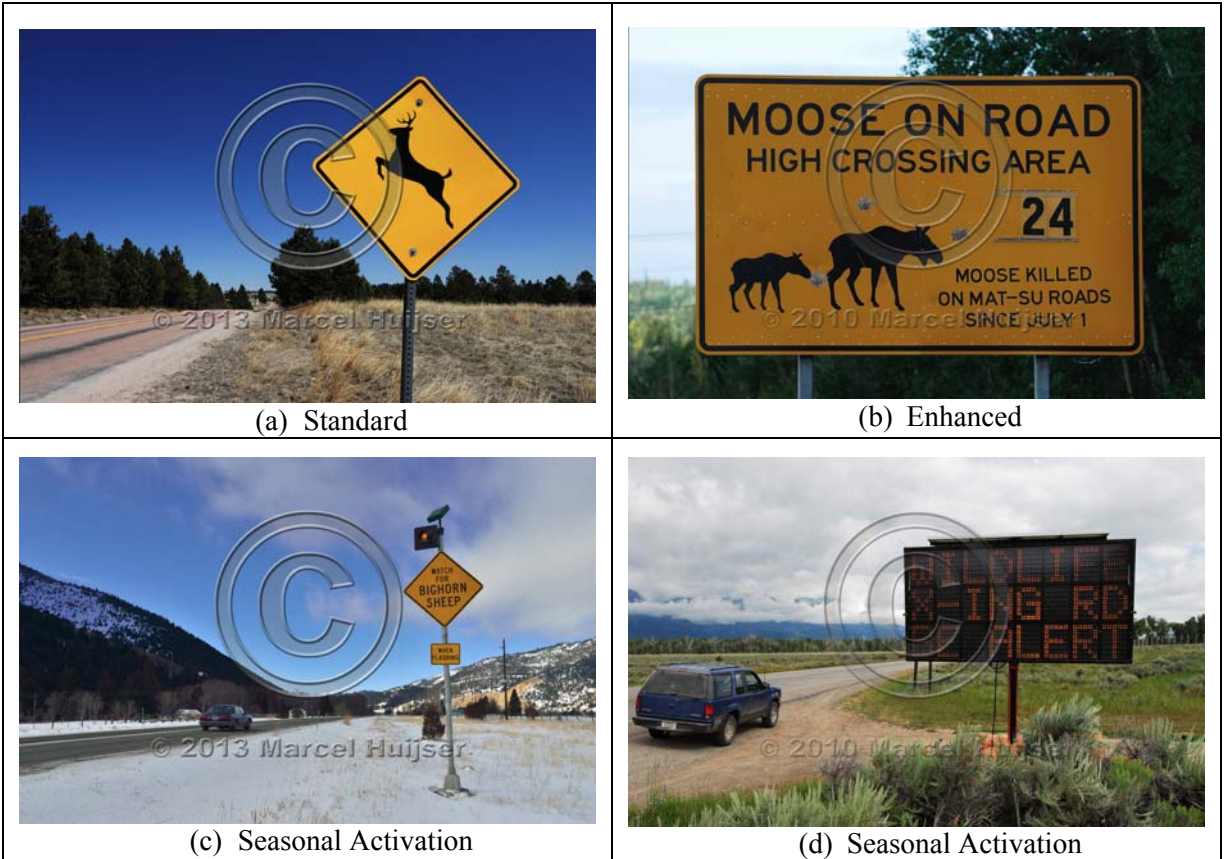 © 2013 Marcel Huijser.
(a) Standard
MOOSE ON ROAD
HIGH CROSSING AREA
24
MOOSE KILLED
ON MAT-SU ROADS
SINCE JULY 1
© 2010 Marcel Huijser
(b) Enhanced
WATCH
FOR
BIGHORN
SHEEP
WHEN
FLASHING
© 2013 Marcel Huijser.
(c) Seasonal Activation
X-ING RD
© 2010 Marcel Huijser
(d) Seasonal Activation